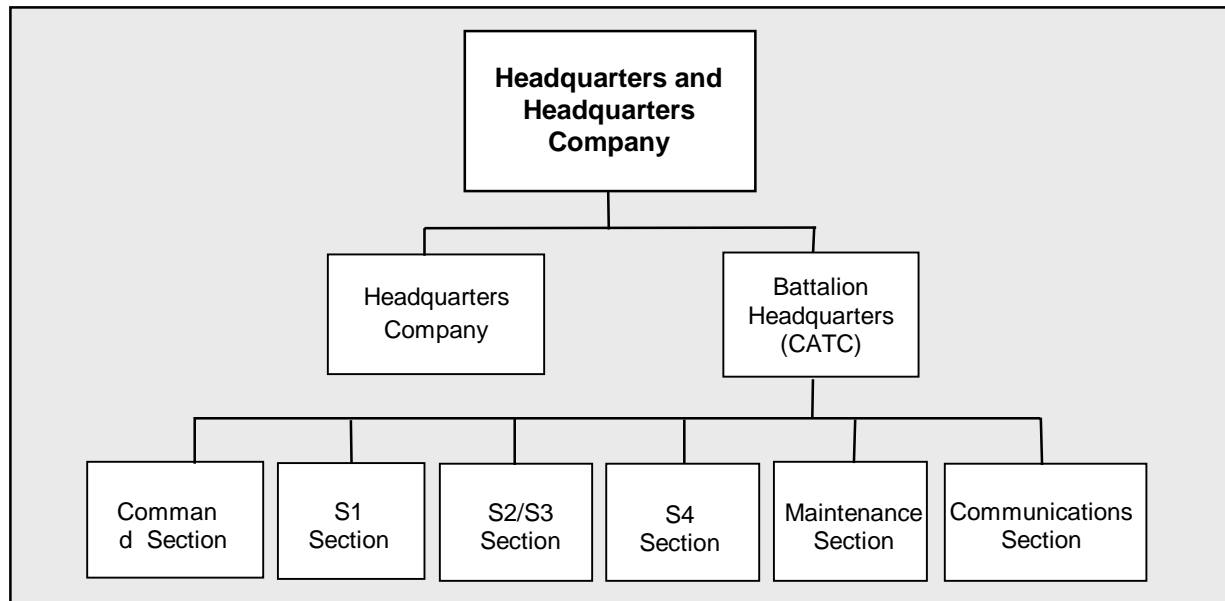 Headquarters and
Headquarters
Company
Headquarters
Company
Battalion
Headquarters
(CATC)
Comman
d Section
S1
Section
S2/S3
Section
S4
Section
Maintenance
Section
Communications
Section